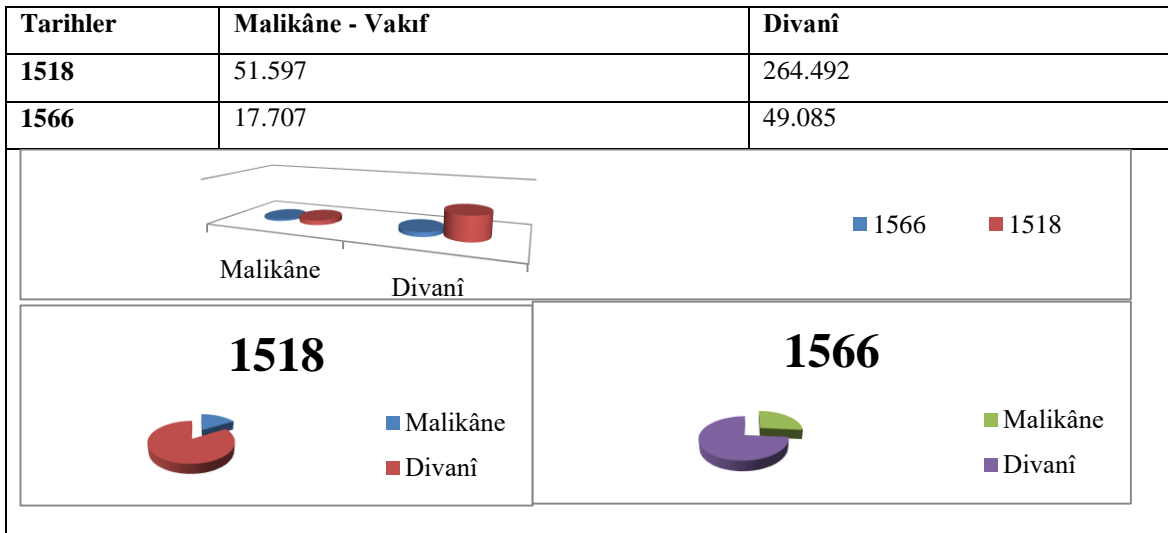 Tarihler Malikâne - Vakıf Divanî
1518 51.597 264.492
1566 17.707 49.085
Malikâne
Divanî
1566 1518
1518
Malikâne
Divanî
1566
Malikâne
Divanî